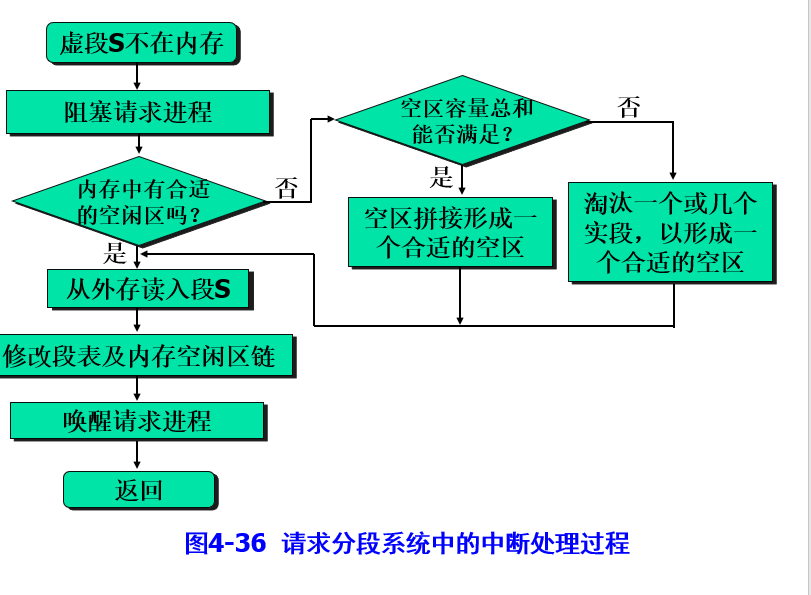 虚段S不在内存
阻塞请求进程
内存中有合适
的空闲区吗?
否
是
从外存读入段S
修改段表及内存空闲区链
唤醒请求进程
返回
空区容量总和
能否满足?
否
是
空区拼接形成一
个合适的空区
淘汰一个或几个
实段，以形成一
个合适的空区
图4-36 请求分段系统中的中断处理过程